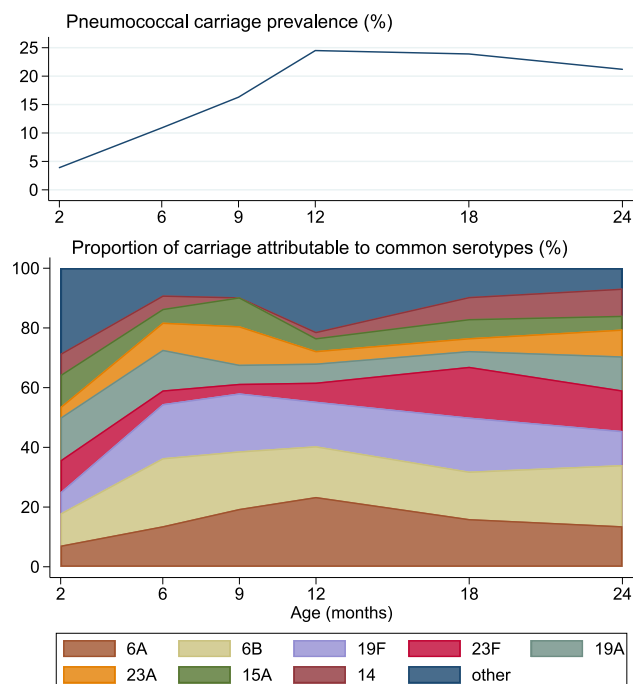 Pneumococcal carriage prevalence (%)
25
20
15
10
5
0
2 6 9 12 18 24
Proportion of carriage attributable to common serotypes (%)
100
80
60
40
20
0
2 6 9 12 18 24
Age (months)
6A 6B 19F 23F 19A
23A 15A 14 other